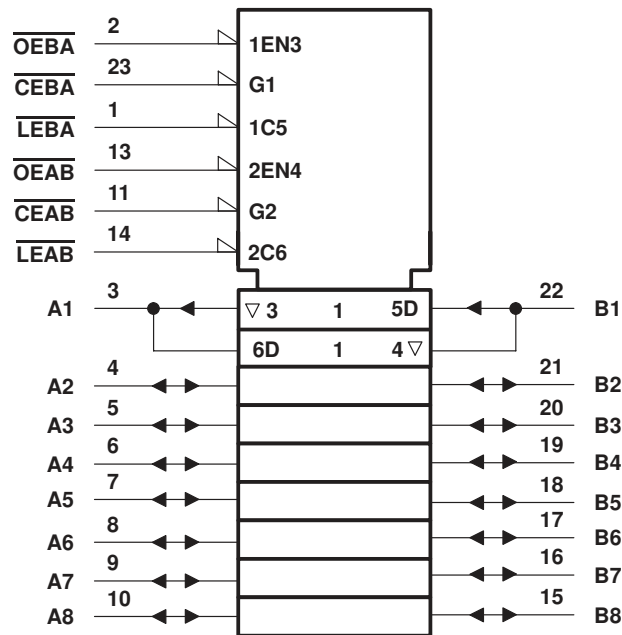 2
OEBA 1EN3
23
CEBA G1
1
LEBA 1C5
13
OEAB 2EN4
11
CEAB G2
14
LEAB 2C6
3 22
A1 ▽ 3 1 5D B1
6D 1 4 ▽
4 21
A2 B2
5 20
A3 B3
6 19
A4 B4
7 18
A5 B5
8 17
A6 B6
9 16
A7 B7
10 15
A8 B8